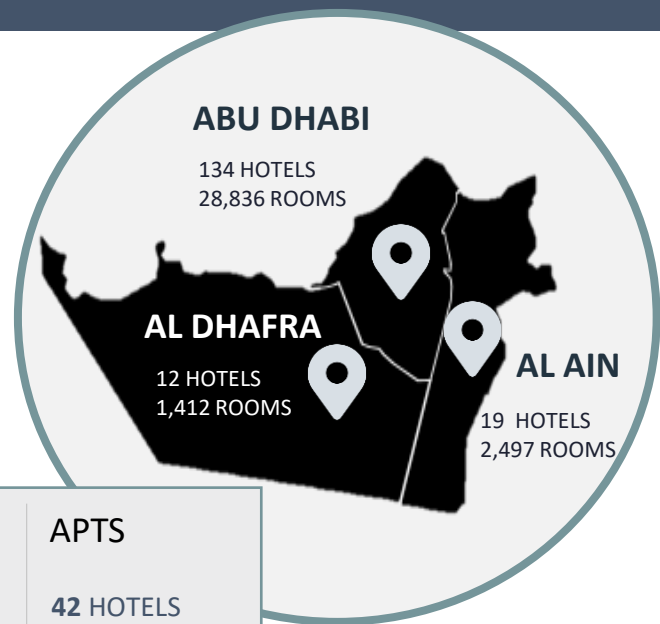 ABU DHABI
134 HOTELS
28,836 ROOMS
AL DHAFRA
12 HOTELS
1,412 ROOMS
AL AIN
19 HOTELS
2,497 ROOMS
APTS
42 HOTELS